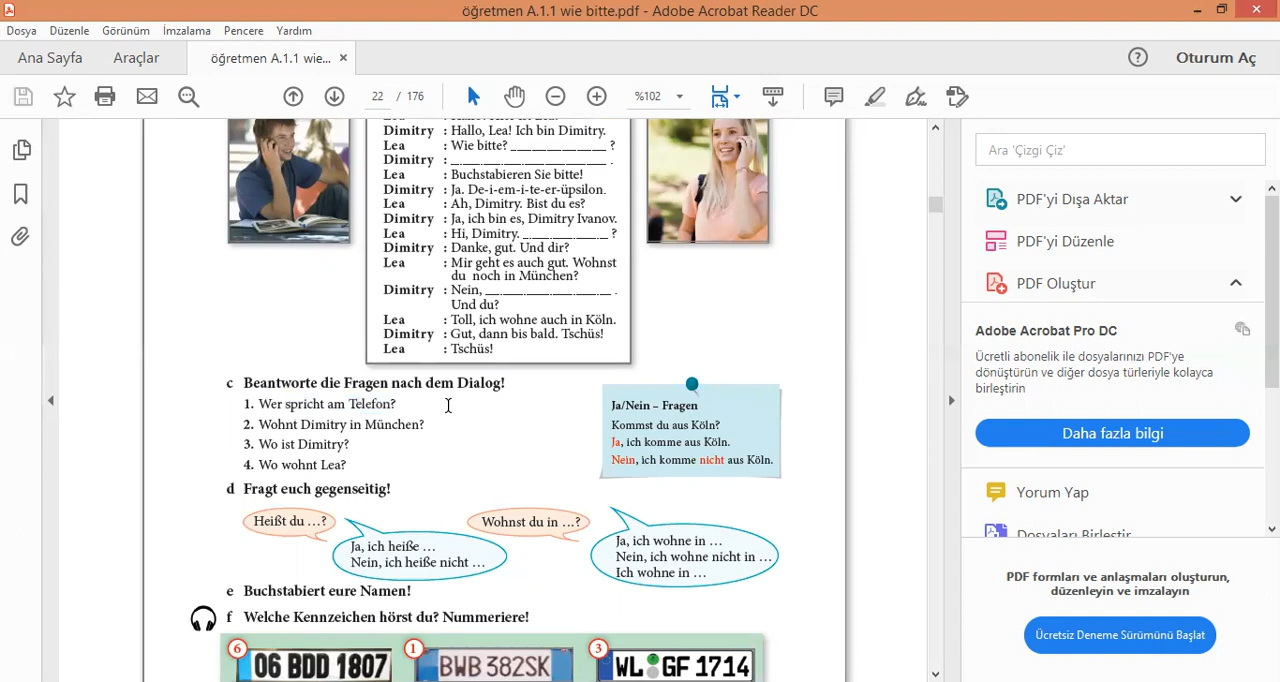 öğretmen A.1.1 wie bitte.pdf - Adobe Acrobat Reader DC
Dosya Düzenle Görünüm İmzalama Pencere Yardım
Ana Sayfa Araçlar öğretmen A.1.1 wie... × ? Oturum Aç
22 / 176 %102
Dimitry : Hallo, Lea! Ich bin Dimitry.
Lea : Wie bitte? ______________ ?
Dimitry : ______________________ .
Lea : Buchstabieren Sie bitte!
Dimitry : Ja. De-i-em-i-te-er-üpsilon.
Lea : Ah, Dimitry. Bist du es?
Dimitry : Ja, ich bin es, Dimitry Ivanov.
Lea : Hi, Dimitry. ____________ ?
Dimitry : Danke, gut. Und dir?
Lea : Mir geht es auch gut. Wohnst
du noch in München?
Dimitry : Nein, __________________ .
Und du?
Lea : Toll, ich wohne auch in Köln.
Dimitry : Gut, dann bis bald. Tschüs!
Lea : Tschüs!
c Beantworte die Fragen nach dem Dialog!
1. Wer spricht am Telefon?
2. Wohnt Dimitry in München?
3. Wo ist Dimitry?
4. Wo wohnt Lea?
Ja/Nein – Fragen
Kommst du aus Köln?
Ja, ich komme aus Köln.
Nein, ich komme nicht aus Köln.
d Fragt euch gegenseitig!
Heißt du …?
Ja, ich heiße …
Nein, ich heiße nicht …
Wohnst du in …?
Ja, ich wohne in …
Nein, ich wohne nicht in …
Ich wohne in …
e Buchstabiert eure Namen!
f Welche Kennzeichen hörst du? Nummeriere!
6 06 BDD 1807
1 BWB 382SK
3 WL GF 1714
Ara 'Çizgi Çiz'
PDF'yi Dışa Aktar
PDF'yi Düzenle
PDF Oluştur
Adobe Acrobat Pro DC
Ücretli abonelik ile dosyalarınızı PDF'ye
dönüştürün ve diğer dosya türleriyle kolayca
birleştirin
Daha fazla bilgi
Yorum Yap
Dosyaları Birleştir
PDF formları ve anlaşmaları oluşturun,
düzenleyin ve imzalayın
Ücretsiz Deneme Sürümünü Başlat